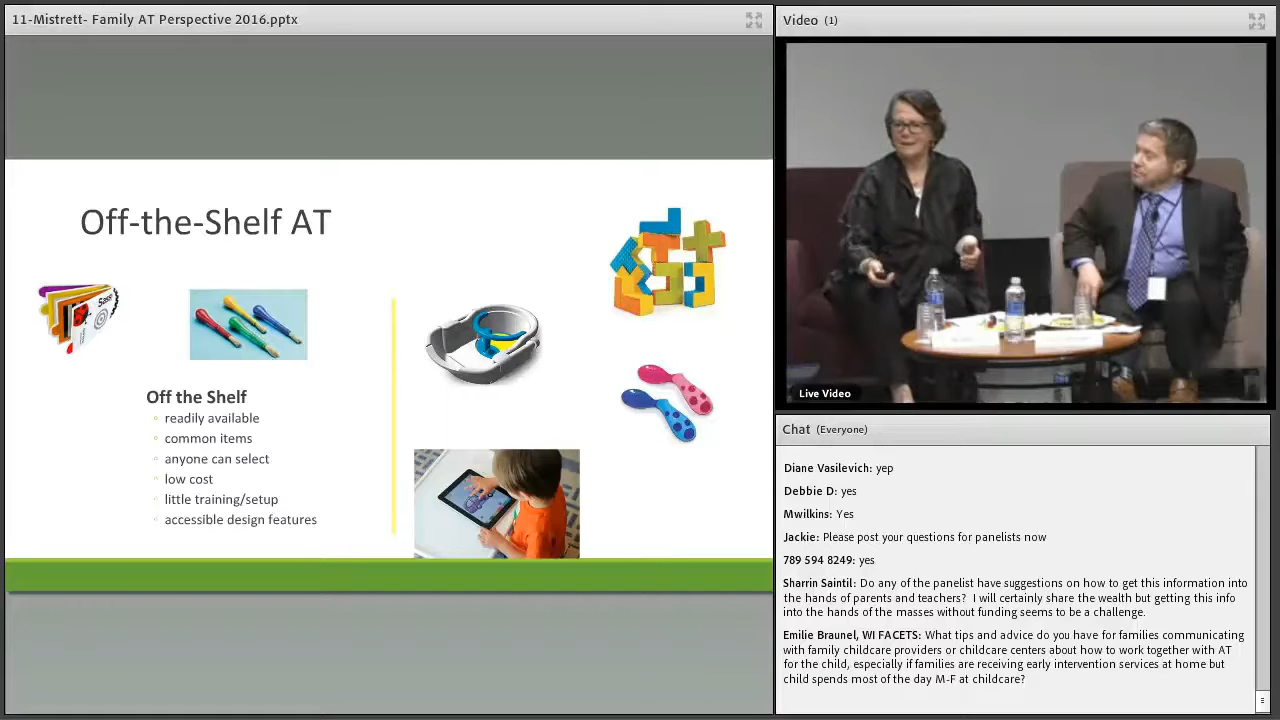 11-Mistrett- Family AT Perspective 2016.pptx
Off-the-Shelf AT
Off the Shelf
readily available
common items
anyone can select
low cost
little training/setup
accessible design features
Video (1)
Live Video
Chat (Everyone)
Diane Vasilevich: yep
Debbie D: yes
Mwilkins: Yes
Jackie: Please post your questions for panelists now
789 594 8249: yes
Sharrin Saintil: Do any of the panelist have suggestions on how to get this information into
the hands of parents and teachers?  I will certainly share the wealth but getting this info
into the hands of the masses without funding seems to be a challenge.
Emilie Braunel, WI FACETS: What tips and advice do you have for families communicating
with family childcare providers or childcare centers about how to work together with AT
for the child, especially if families are receiving early intervention services at home but
child spends most of the day M-F at childcare?